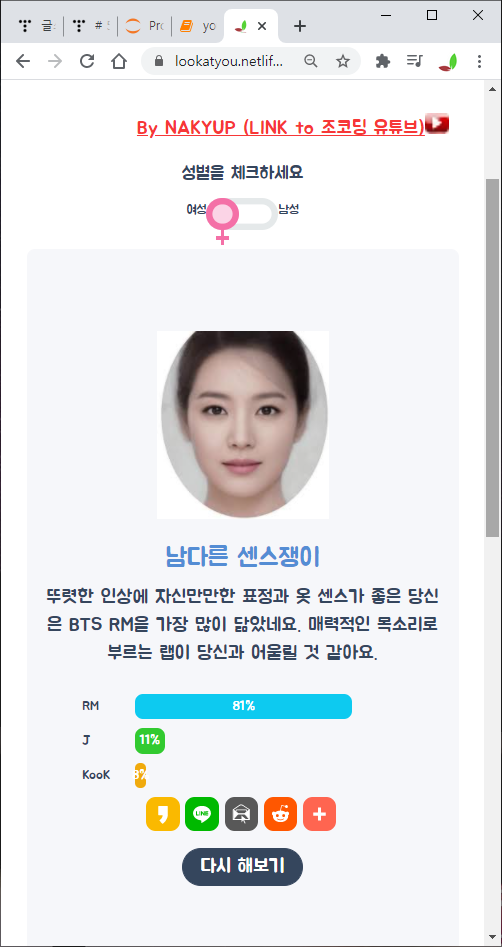 글
# :
Pro
yo
lookatyou.netlif...
By NAKYUP (LINK to 조코딩 유튜브)
성별을 체크하세요
여성 남성
남다른 센스쟁이
뚜렷한 인상에 자신만만한 표정과 옷 센스가 좋은 당신
은 BTS RM을 가장 많이 닮았네요. 매력적인 목소리로
부르는 랩이 당신과 어울릴 것 같아요.
RM 81%
J 11%
KooK 8%
LINE
다시 해보기